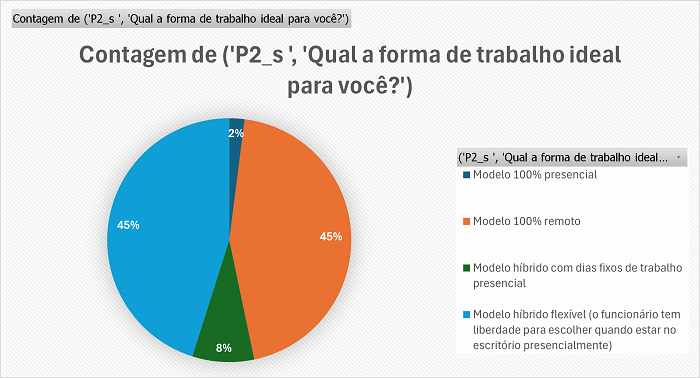 Contagem de ('P2_s ', 'Qual a forma de trabalho ideal para você?')
Contagem de ('P2_s ', 'Qual a forma de trabalho ideal
para você?')
2%
45%
45%
8%
('P2_s ', 'Qual a forma de trabalho ideal...
Modelo 100% presencial
Modelo 100% remoto
Modelo híbrido com dias fixos de trabalho
presencial
Modelo híbrido flexível (o funcionário tem
liberdade para escolher quando estar no
escritório presencialmente)